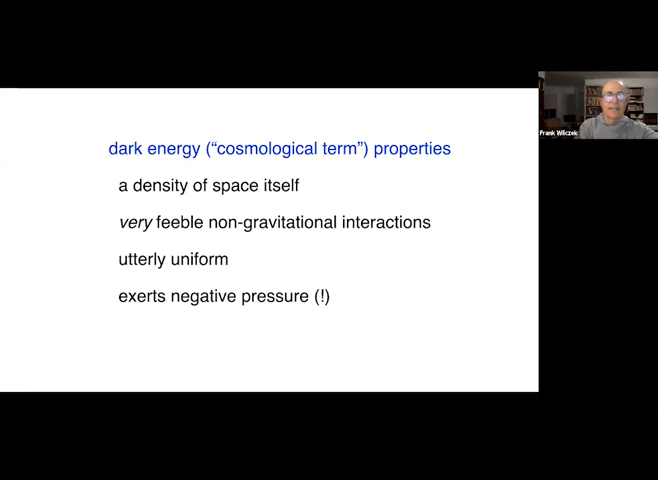 dark energy (“cosmological term”) properties
a density of space itself
very feeble non-gravitational interactions
utterly uniform
exerts negative pressure (!)
Frank Wilczek